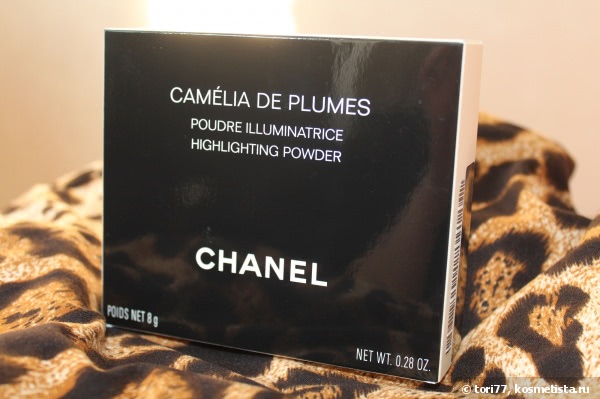 CAMÉLIA DE PLUMES
POUDRE ILLUMINATRICE
HIGHLIGHTING POWDER
CHANEL
POIDS NET 8 g
NET WT. 0.28 OZ.
© tori77, kosmetista.ru